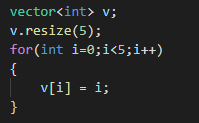 vector<int> v;
v.resize(5);
for(int i=0;i<5;i++)
{
    v[i] = i;
}